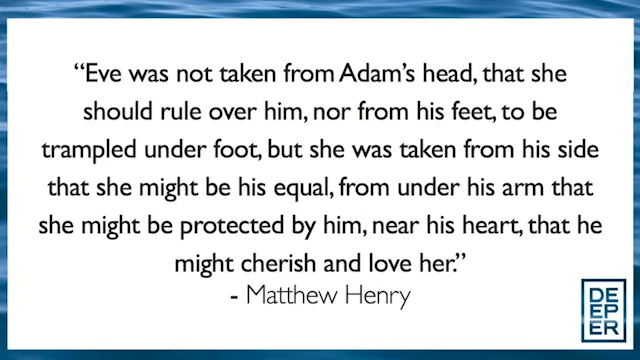 “Eve was not taken from Adam’s head, that she
should rule over him, nor from his feet, to be
trampled under foot, but she was taken from his side
that she might be his equal, from under his arm that
she might be protected by him, near his heart, that he
might cherish and love her.”
- Matthew Henry
DE
EP
ER